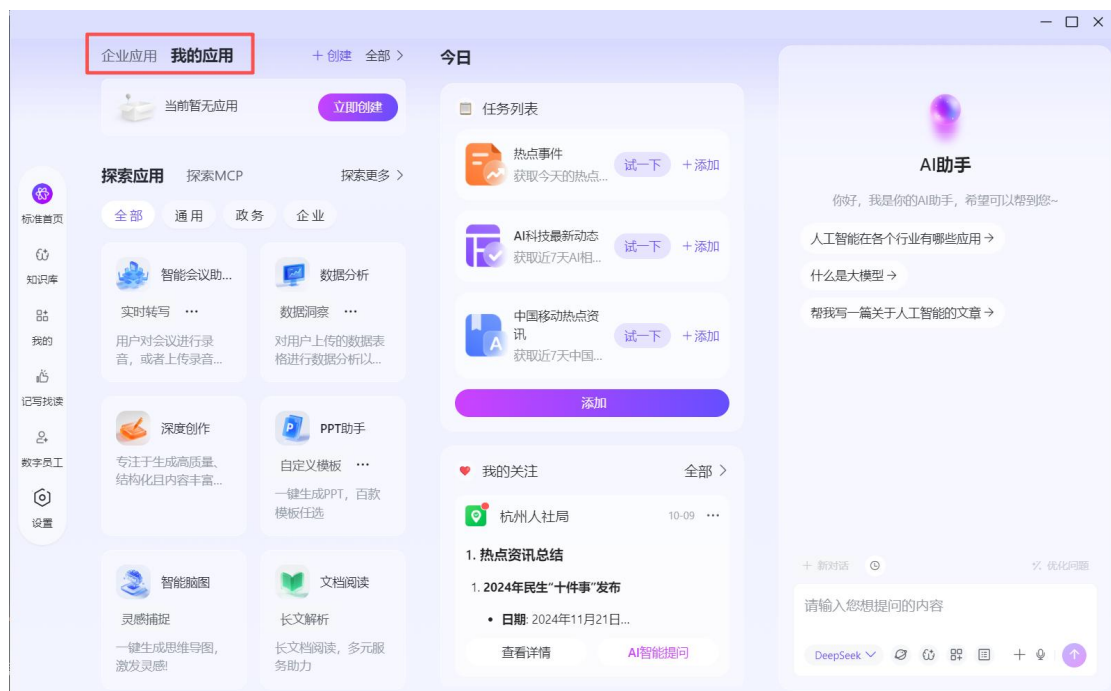 企业应用 我的应用 + 创建 全部 >
当前暂无应用 立即创建
探索应用 探索MCP 探索更多 >
全部 通用 政务 企业
智能会议助...
实时转写 ···
用户对会议进行录
音，或者上传录音...
数据分析
数据洞察 ···
对用户上传的数据表
格进行数据分析以...
深度创作
专注于生成高质量、
结构化且内容丰富...
PPT助手
自定义模板 ···
一键生成PPT，百款
模板任选
智能脑图
灵感捕捉
一键生成思维导图，
激发灵感!
文档阅读
长文解析
长文档阅读，多元服
务助力
标准首页
知识库
我的
记写找读
数字员工
设置
今日
任务列表
热点事件
获取今天的热点...
试一下 +添加
AI科技最新动态
获取近7天AI相...
试一下 +添加
中国移动热点资
讯
获取近7天中国...
试一下 +添加
添加
我的关注 全部 >
杭州人社局 10-09 ···
1. 热点资讯总结
1. 2024年民生“十件事”发布
• 日期: 2024年11月21日...
查看详情 AI智能提问
AI助手
你好，我是你的AI助手，希望可以帮到您~
人工智能在各个行业有哪些应用→
什么是大模型→
帮我写一篇关于人工智能的文章→
+ 新对话 优化问题
请输入您想提问的内容
DeepSeek